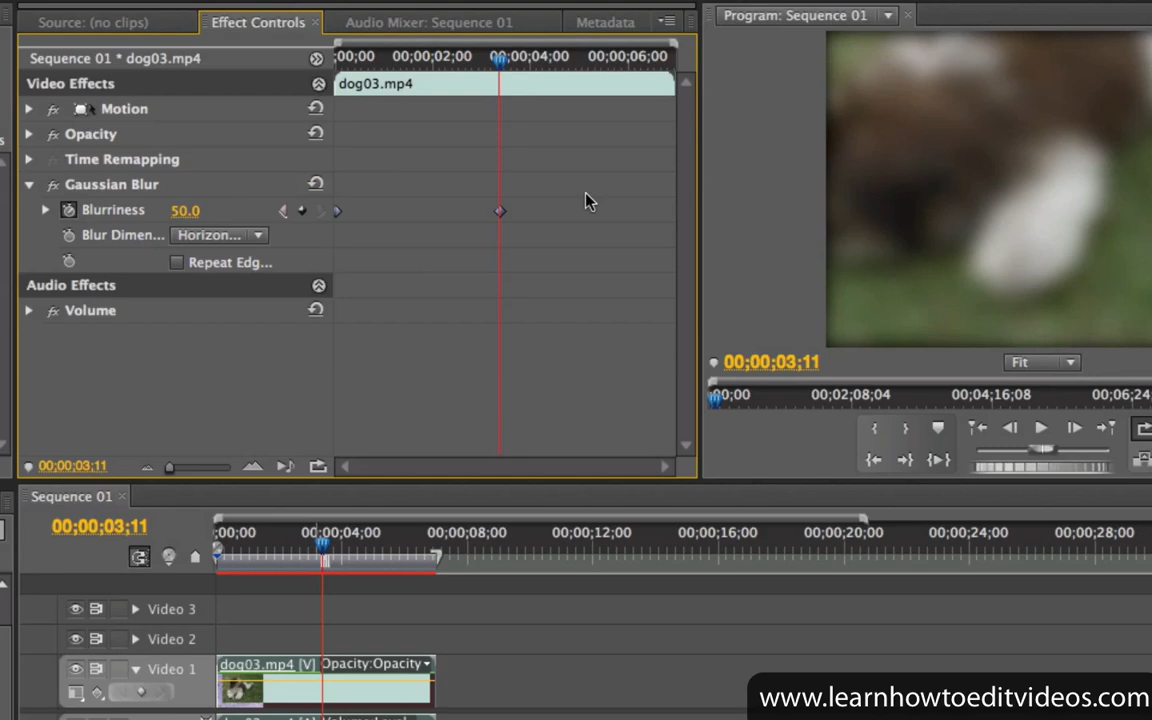 Source: (no clips)
Effect Controls
Audio Mixer: Sequence 01
Metadata
Program: Sequence 01
Sequence 01 * dog03.mp4
;00;00
00;00;02;00
00;00;04;00
00;00;06;00
Video Effects
dog03.mp4
fx Motion
fx Opacity
fx Time Remapping
fx Gaussian Blur
Blurriness 50.0
Blur Dimen... Horizon...
Repeat Edg...
Audio Effects
fx Volume
00;00;03;11
Fit
00;00
00;02;08;04
00;04;16;08
00;06;24
00;00;03;11
Sequence 01
00;00;03;11
;00;00
00;00;04;00
00;00;08;00
00;00;12;00
00;00;16;00
00;00;20;00
00;00;24;00
00;00;28;00
Video 3
Video 2
Video 1
dog03.mp4 [V] Opacity:Opacity
www.learnhowtoeditvideos.com